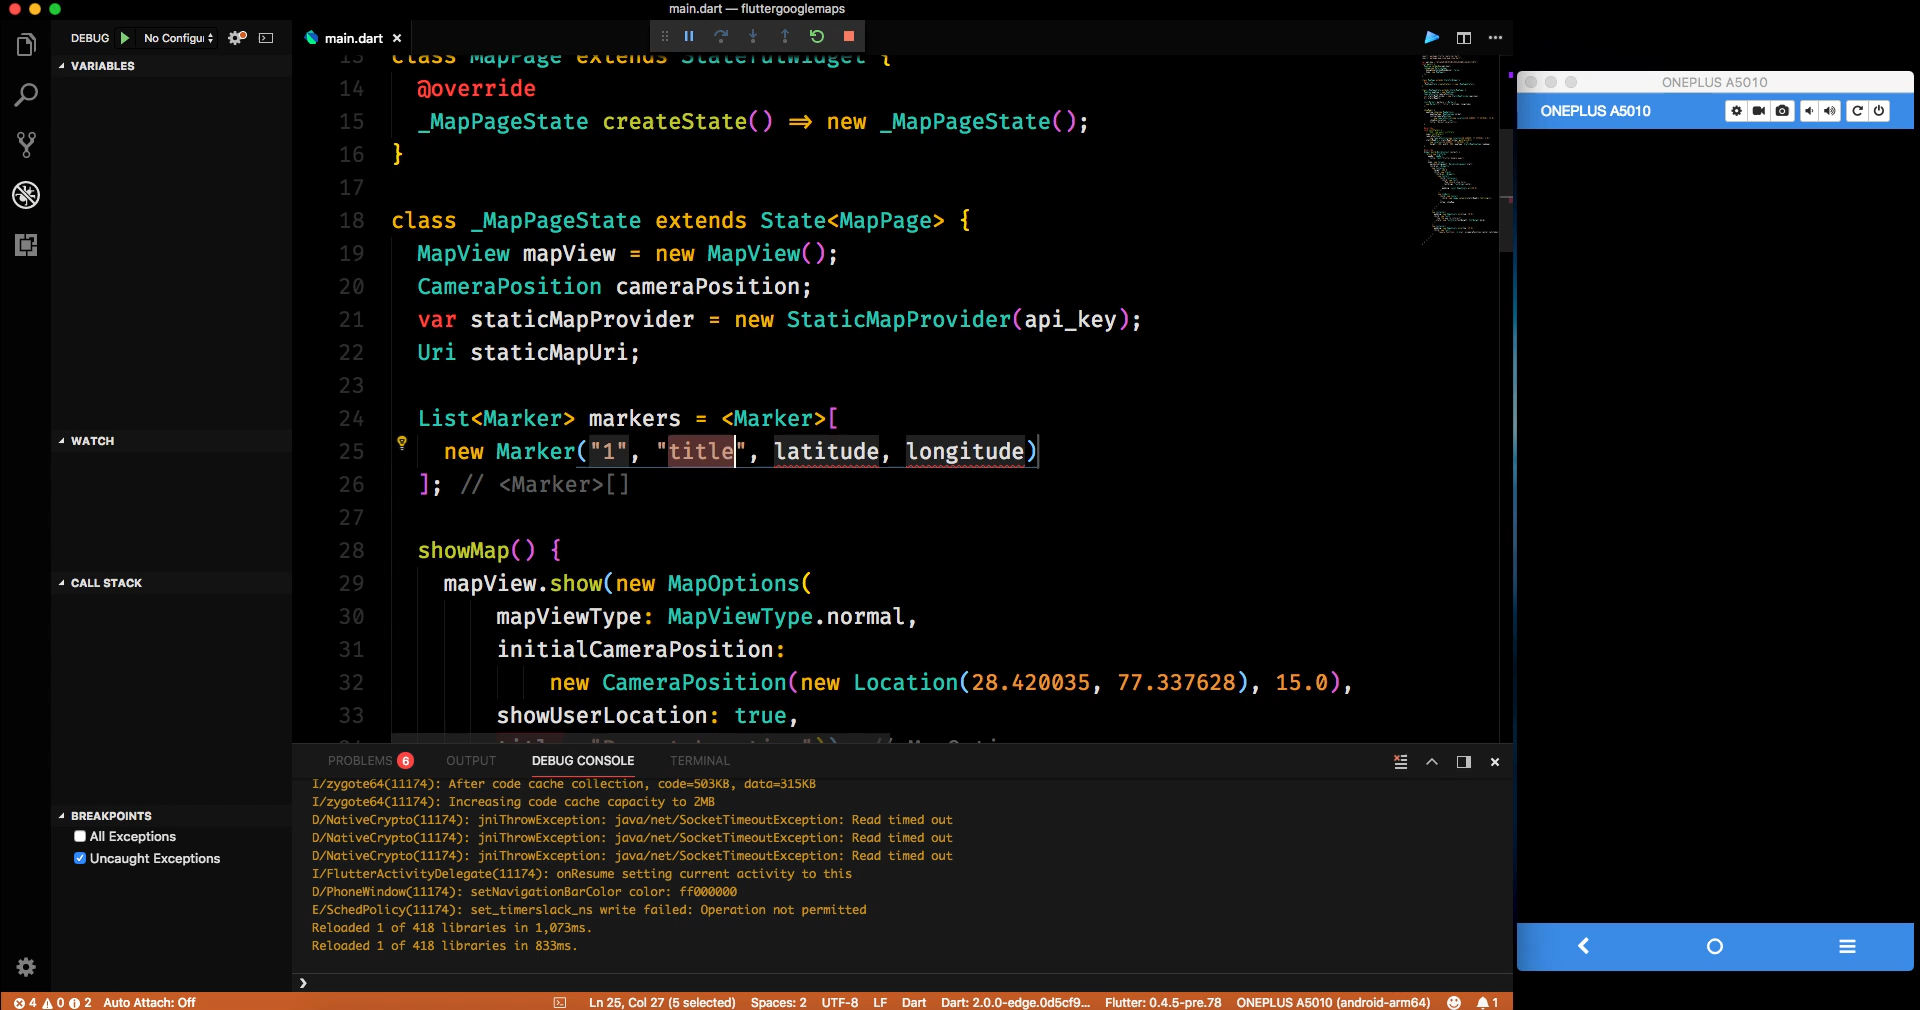 main.dart — fluttergooglemaps
DEBUG No Configu
main.dart
VARIABLES
13 class MapPage extends StatefulWidget {
14 @override
15 _MapPageState createState() => new _MapPageState();
16 }
17
18 class _MapPageState extends State<MapPage> {
19 MapView mapView = new MapView();
20 CameraPosition cameraPosition;
21 var staticMapProvider = new StaticMapProvider(api_key);
22 Uri staticMapUri;
23
24 List<Marker> markers = <Marker>[
25 new Marker("1", "title", latitude, longitude)
26 ]; // <Marker>[]
27
28 showMap() {
29 mapView.show(new MapOptions(
30 mapViewType: MapViewType.normal,
31 initialCameraPosition:
32 new CameraPosition(new Location(28.420035, 77.337628), 15.0),
33 showUserLocation: true,
WATCH
CALL STACK
BREAKPOINTS
All Exceptions
Uncaught Exceptions
PROBLEMS 6 OUTPUT DEBUG CONSOLE TERMINAL
I/zygote64(11174): After code cache collection, code=503KB, data=315KB
I/zygote64(11174): Increasing code cache capacity to 2MB
D/NativeCrypto(11174): jniThrowException: java/net/SocketTimeoutException: Read timed out
D/NativeCrypto(11174): jniThrowException: java/net/SocketTimeoutException: Read timed out
D/NativeCrypto(11174): jniThrowException: java/net/SocketTimeoutException: Read timed out
I/FlutterActivityDelegate(11174): onResume setting current activity to this
D/PhoneWindow(11174): setNavigationBarColor color: ff000000
E/SchedPolicy(11174): set_timerslack_ns write failed: Operation not permitted
Reloaded 1 of 418 libraries in 1,073ms.
Reloaded 1 of 418 libraries in 833ms.
4 0 2 Auto Attach: Off Ln 25, Col 27 (5 selected) Spaces: 2 UTF-8 LF Dart Dart: 2.0.0-edge.0d5cf9... Flutter: 0.4.5-pre.78 ONEPLUS A5010 (android-arm64) 1
ONEPLUS A5010
ONEPLUS A5010